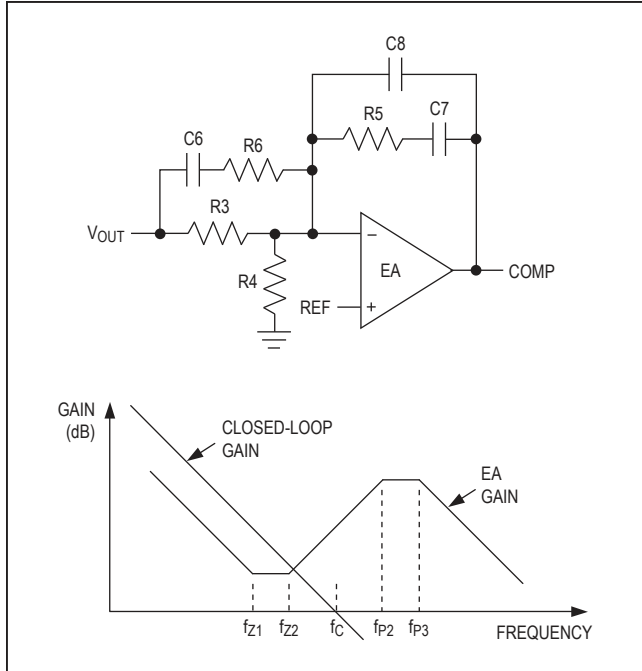 C8
R5
C7
C6
R6
R3
VOUT
R4
−
EA
COMP
REF
+
GAIN
(dB)
CLOSED-LOOP
GAIN
EA
GAIN
fZ1
fZ2
fC
fP2
fP3
FREQUENCY